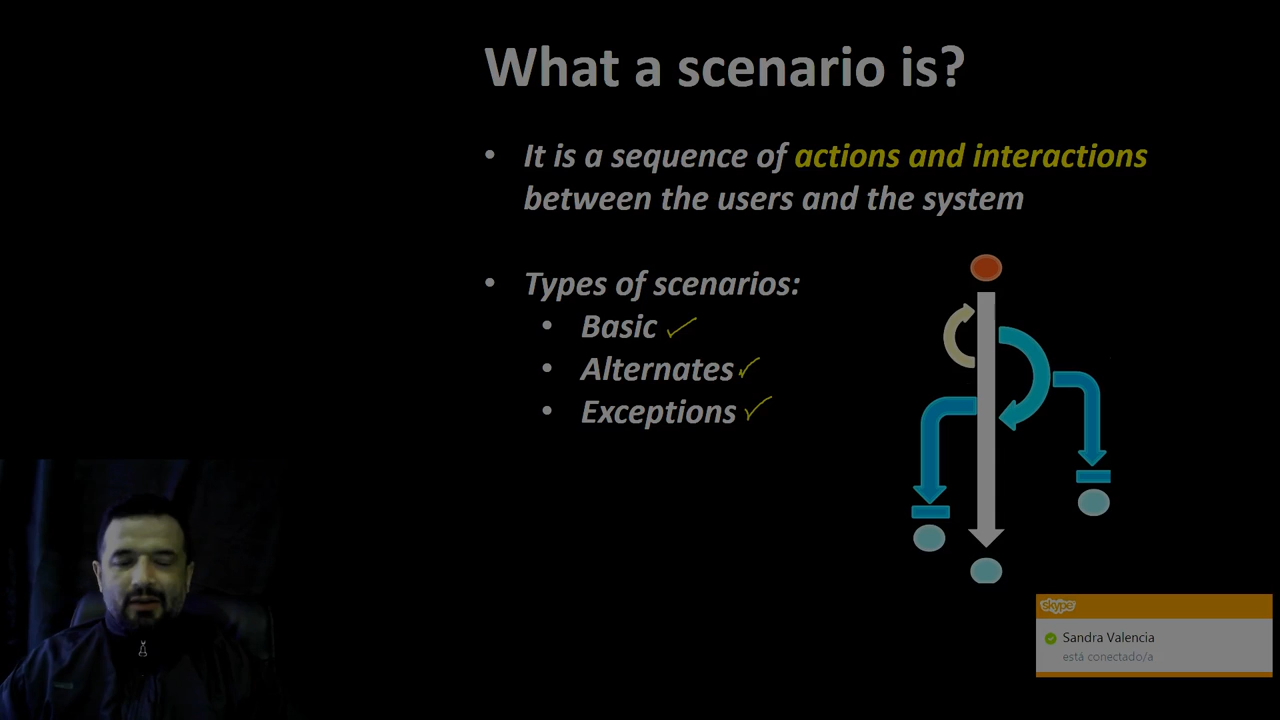 What a scenario is?
• It is a sequence of actions and interactions
between the users and the system
• Types of scenarios:
• Basic
• Alternates
• Exceptions
skype
Sandra Valencia
está conectado/a